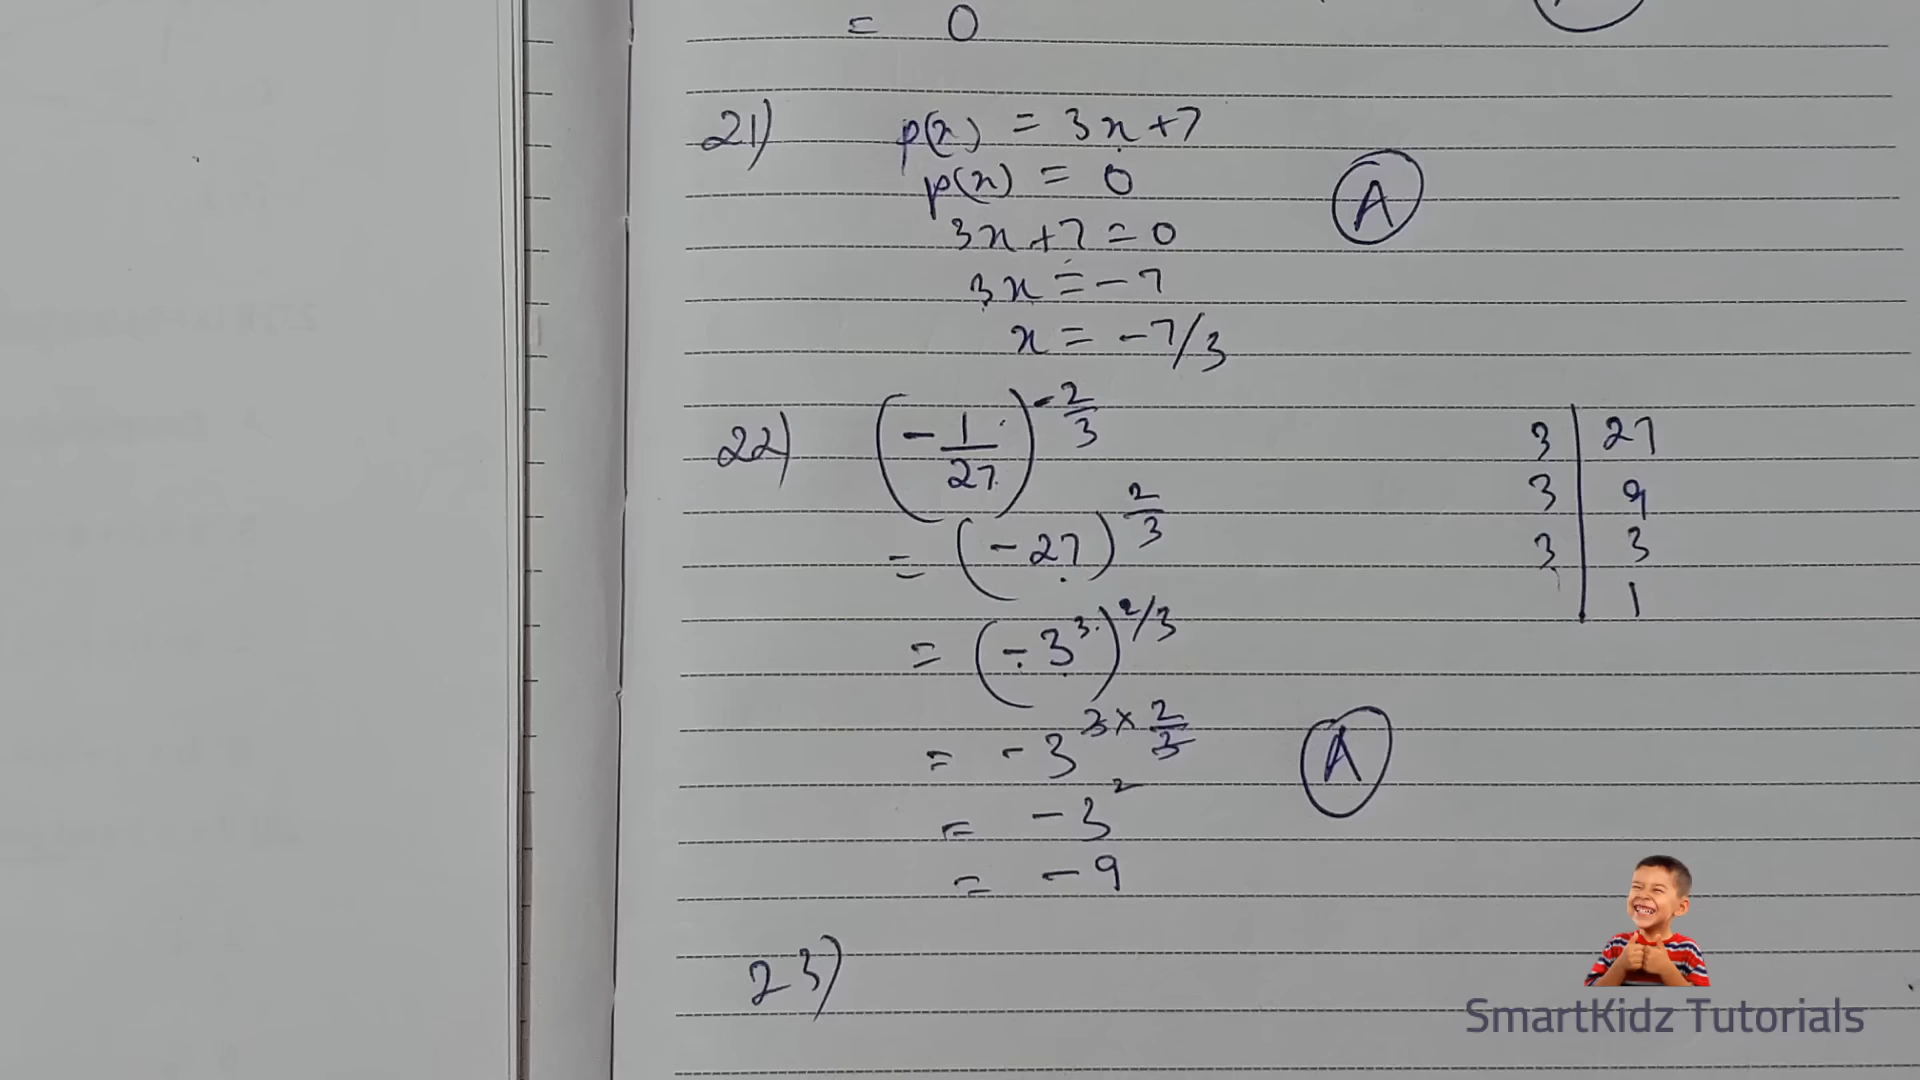 = 0
21) p(x) = 3x+7
p(x) = 0
A
3x+7=0
3x = -7
x = -7/3
22) (-1/27)^-2/3
= (-27)^2/3
= (-3^3)^2/3
= -3^3×2/3
A
= -3^2
= -9
3 | 27
3 | 9
3 | 3
1
23)
SmartKidz Tutorials